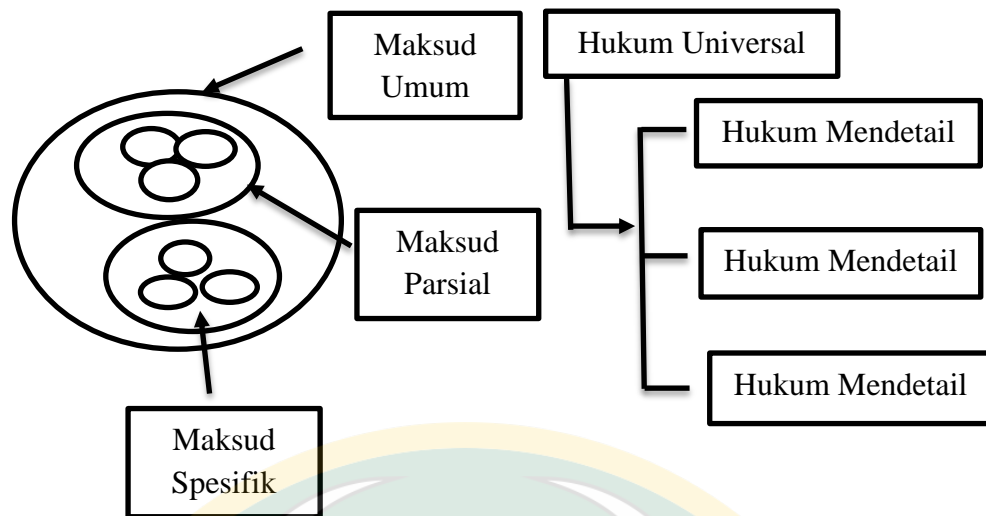 Maksud
Umum
Hukum Universal
Hukum Mendetail
Maksud
Parsial
Hukum Mendetail
Hukum Mendetail
Maksud
Spesifik